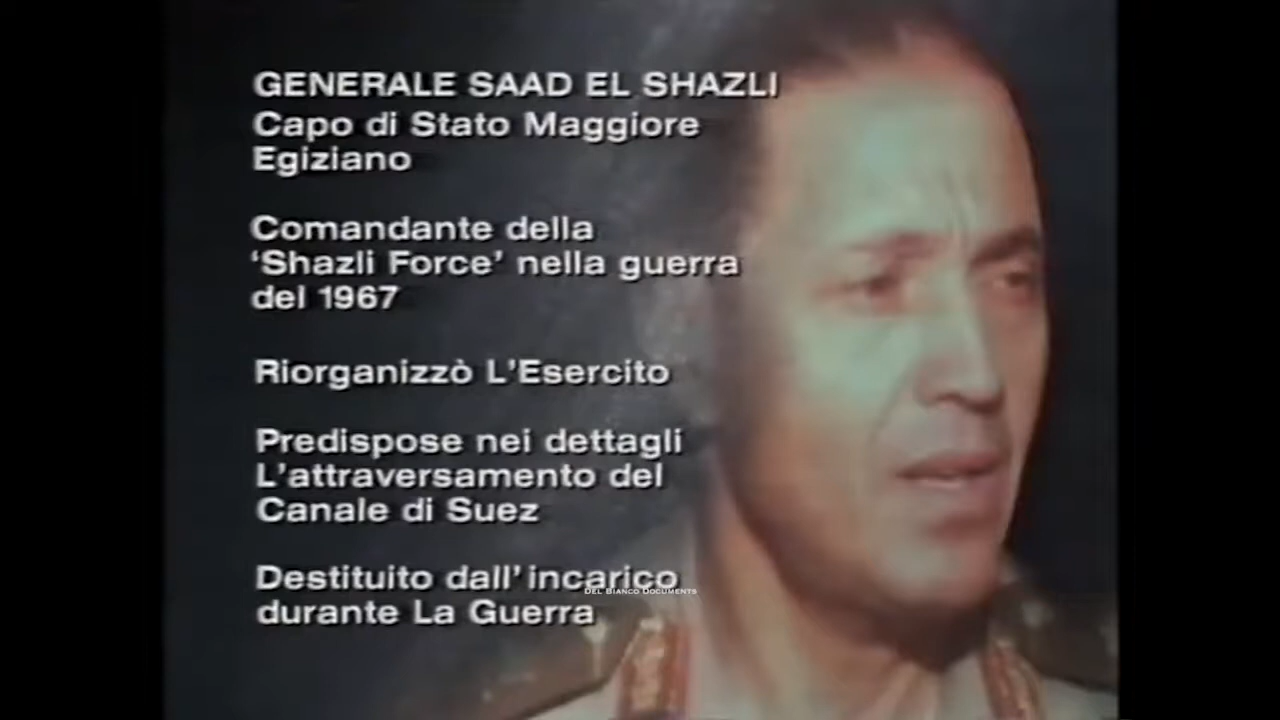 GENERALE SAAD EL SHAZLI
Capo di Stato Maggiore
Egiziano
Comandante della
‘Shazli Force’ nella guerra
del 1967
Riorganizzò L’Esercito
Predispose nei dettagli
L’attraversamento del
Canale di Suez
Destituito dall’incarico
Del Bianco Documents
durante La Guerra